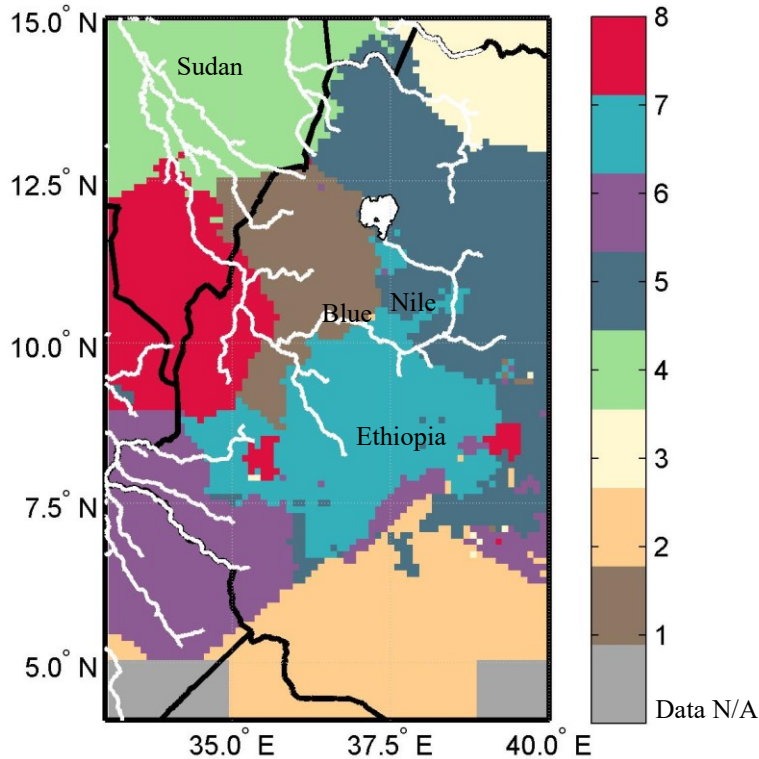 15.0° N
12.5° N
10.0° N
7.5° N
5.0° N
35.0° E
37.5° E
40.0° E
Sudan
Blue
Nile
Ethiopia
8
7
6
5
4
3
2
1
Data N/A